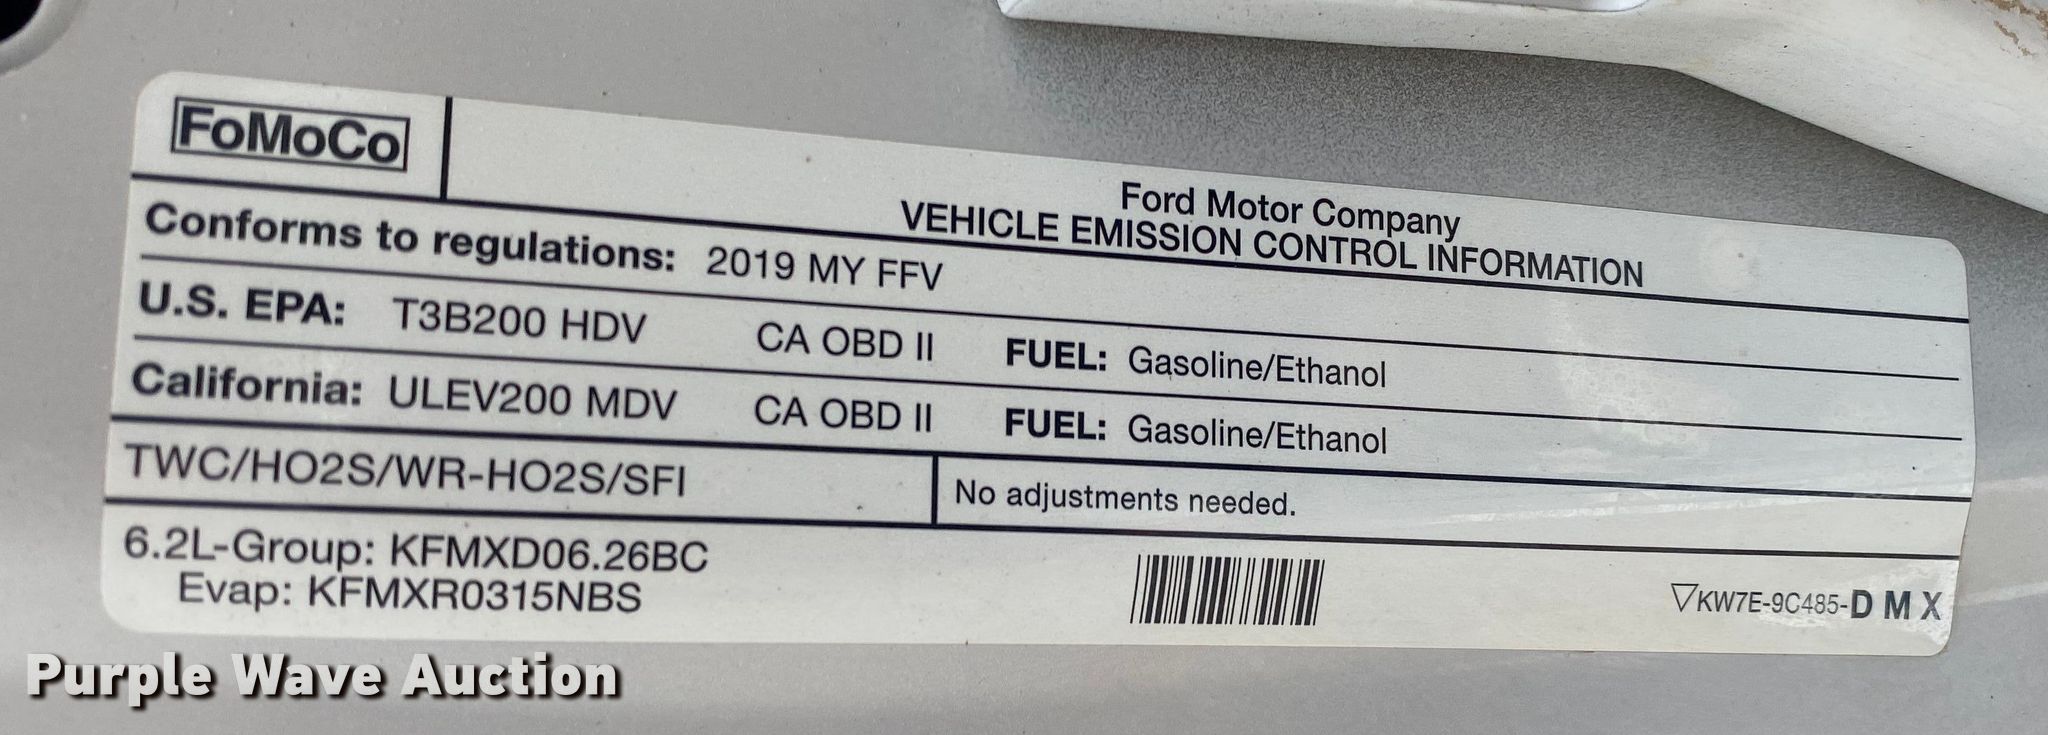 FoMoCo
Ford Motor Company
VEHICLE EMISSION CONTROL INFORMATION
Conforms to regulations: 2019 MY FFV
U.S. EPA: T3B200 HDV CA OBD II FUEL: Gasoline/Ethanol
California: ULEV200 MDV CA OBD II FUEL: Gasoline/Ethanol
TWC/HO2S/WR-HO2S/SFI No adjustments needed.
6.2L-Group: KFMXD06.26BC
Evap: KFMXR0315NBS
▽KW7E-9C485-D M X
Purple Wave Auction